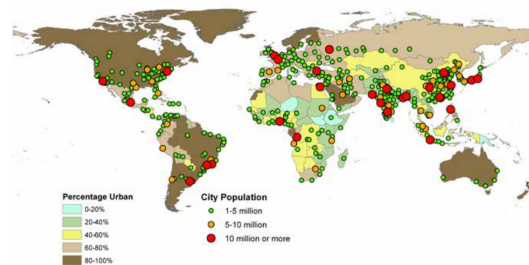 Percentage Urban
0-20%
20-40%
40-60%
60-80%
80-100%
City Population
1-5 million
5-10 million
10 million or more